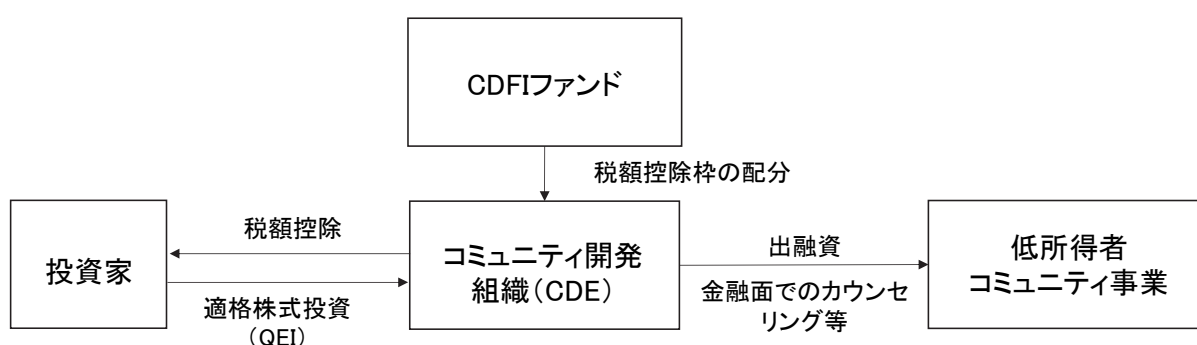 CDFIファンド
税額控除枠の配分
投資家
税額控除
適格株式投資
(QEI)
コミュニティ開発
組織(CDE)
出融資
金融面でのカウンセ
リング等
低所得者
コミュニティ事業